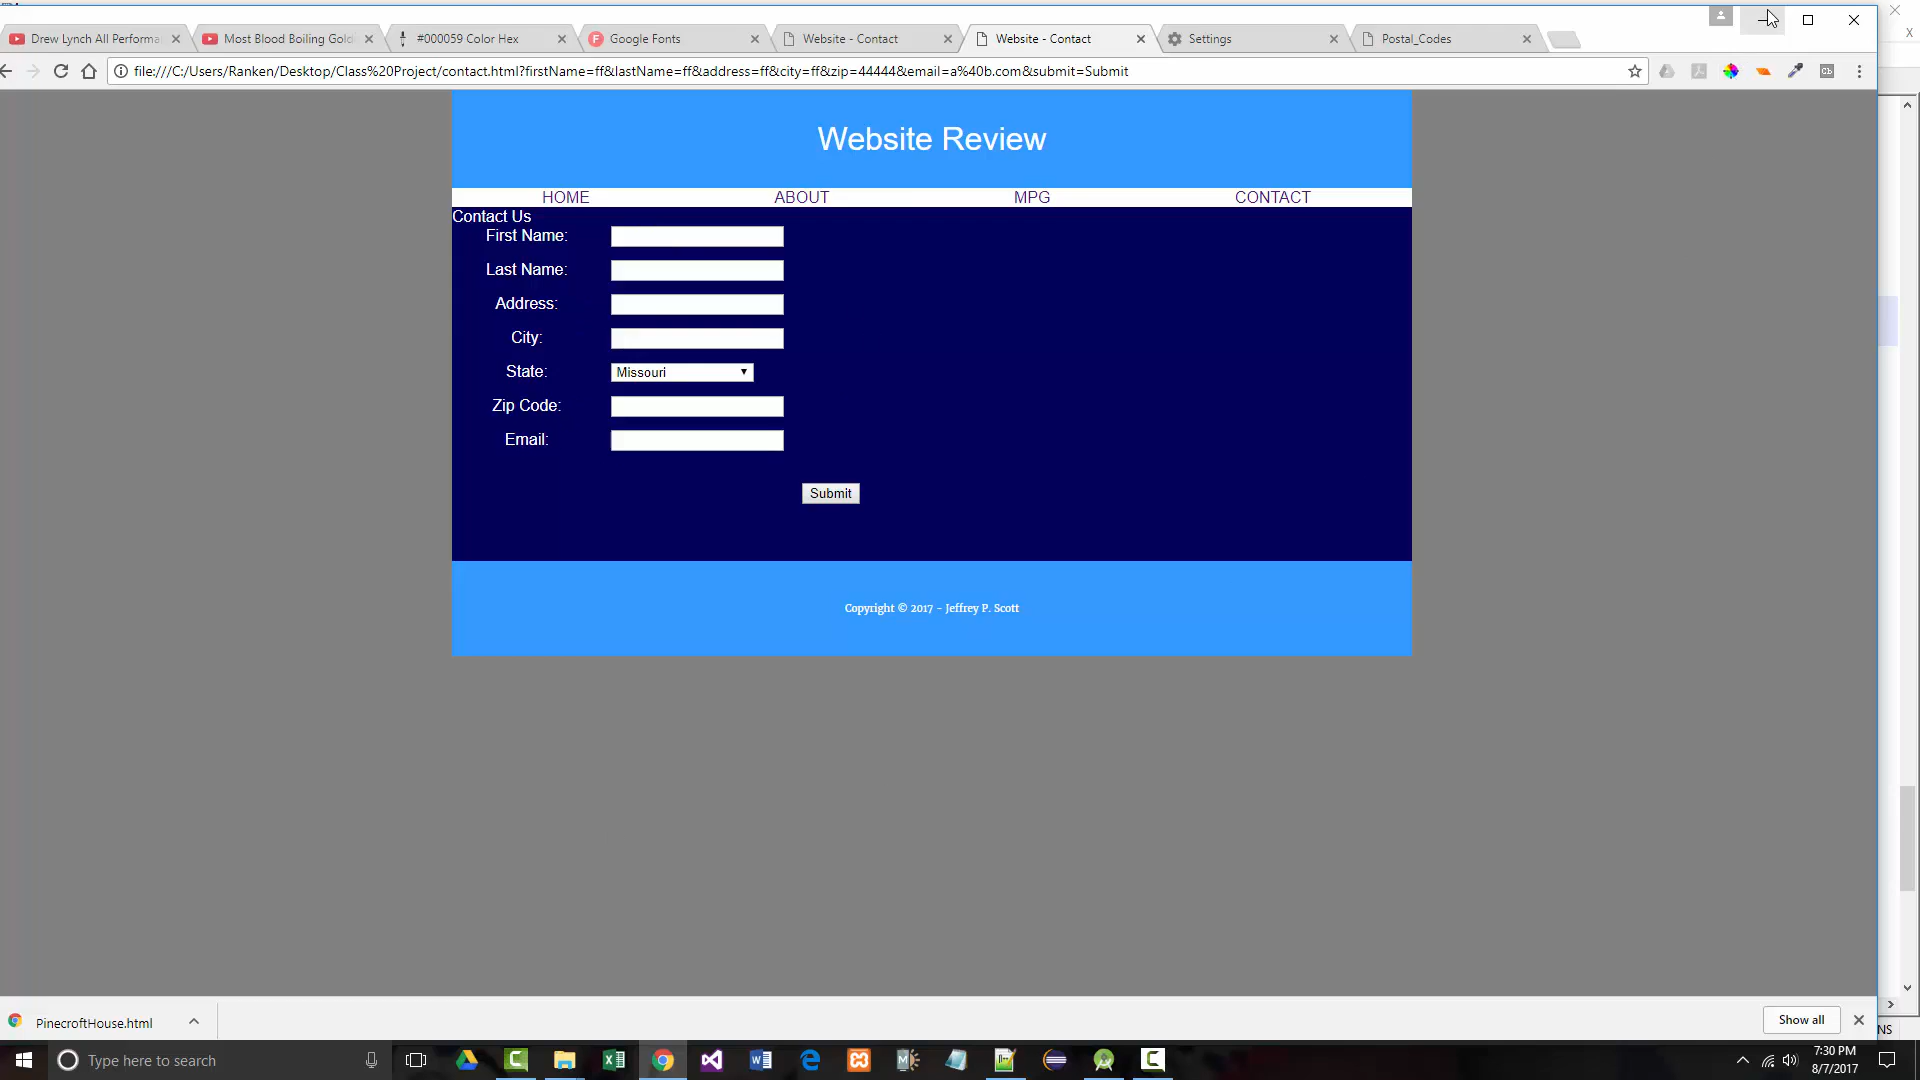 Drew Lynch All Performa
Most Blood Boiling Gold
#000059 Color Hex
Google Fonts
Website - Contact
Website - Contact
Settings
Postal_Codes
file:///C:/Users/Ranken/Desktop/Class%20Project/contact.html?firstName=ff&lastName=ff&address=ff&city=ff&zip=44444&email=a%40b.com&submit=Submit
Website Review
HOME ABOUT MPG CONTACT
Contact Us
First Name:
Last Name:
Address:
City:
State: Missouri
Zip Code:
Email:
Submit
Copyright © 2017 - Jeffrey P. Scott
PinecroftHouse.html
Show all
NS
Type here to search
7:30 PM
8/7/2017